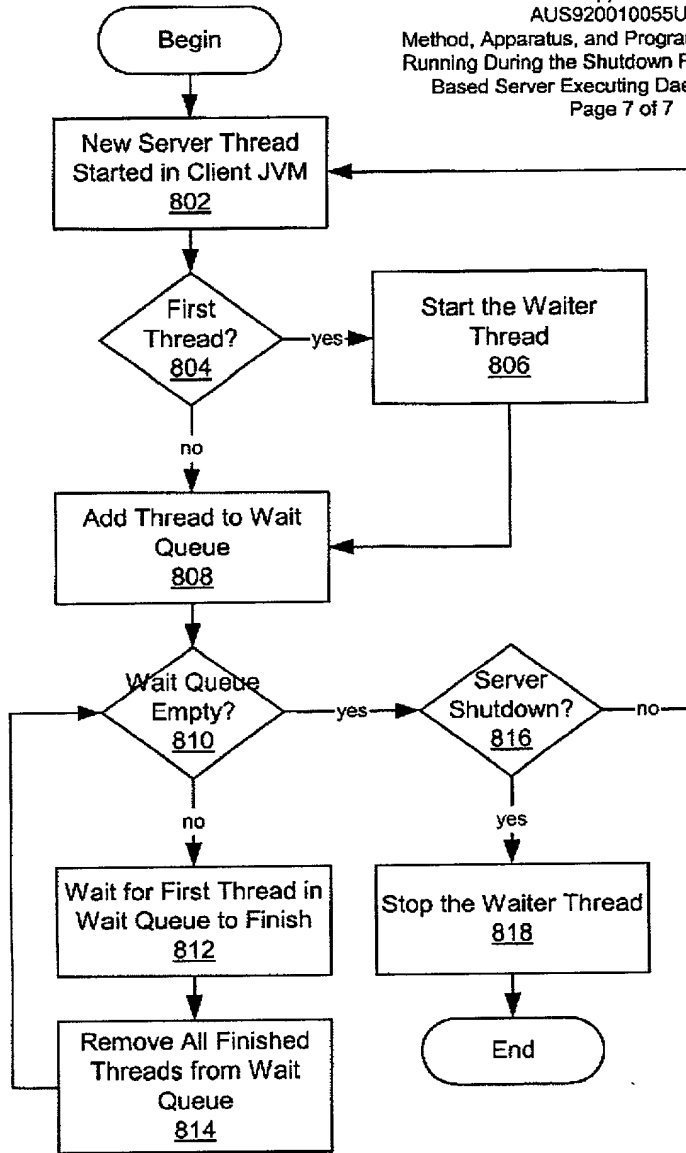 AUS920010055U
Method, Apparatus, and Progra
Running During the Shutdown
Based Server Executing Dae
Page 7 of 7
Begin
New Server Thread
Started in Client JVM
802
First
Thread?
804
yes
Start the Waiter
Thread
806
no
Add Thread to Wait
Queue
808
Wait Queue
Empty?
810
yes
Server
Shutdown?
816
no
no
yes
Wait for First Thread in
Wait Queue to Finish
812
Stop the Waiter Thread
818
Remove All Finished
Threads from Wait
Queue
814
End